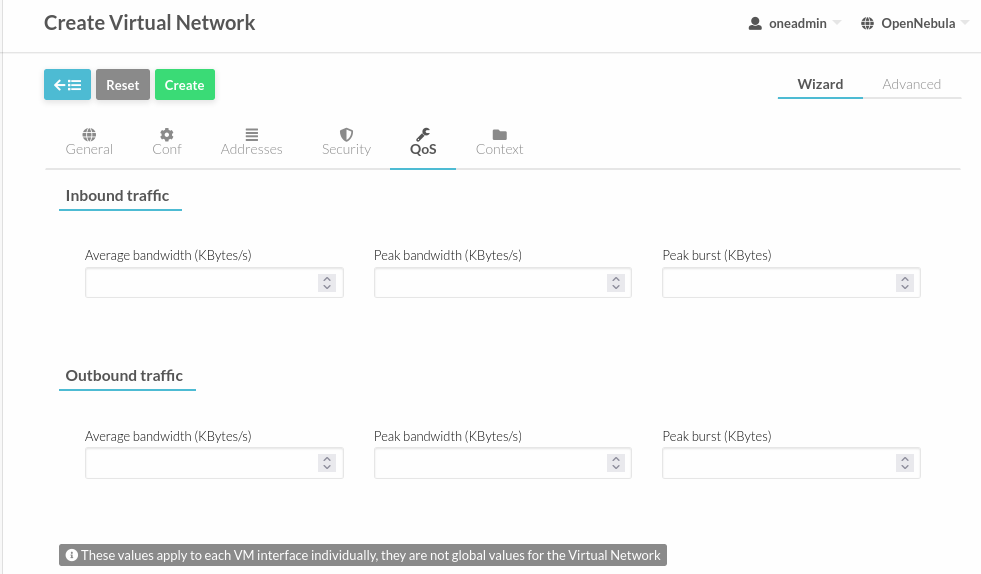 Create Virtual Network
oneadmin
OpenNebula
Reset
Create
Wizard
Advanced
General
Conf
Addresses
Security
QoS
Context
Inbound traffic
Average bandwidth (KBytes/s)
Peak bandwidth (KBytes/s)
Peak burst (KBytes)
Outbound traffic
Average bandwidth (KBytes/s)
Peak bandwidth (KBytes/s)
Peak burst (KBytes)
These values apply to each VM interface individually, they are not global values for the Virtual Network